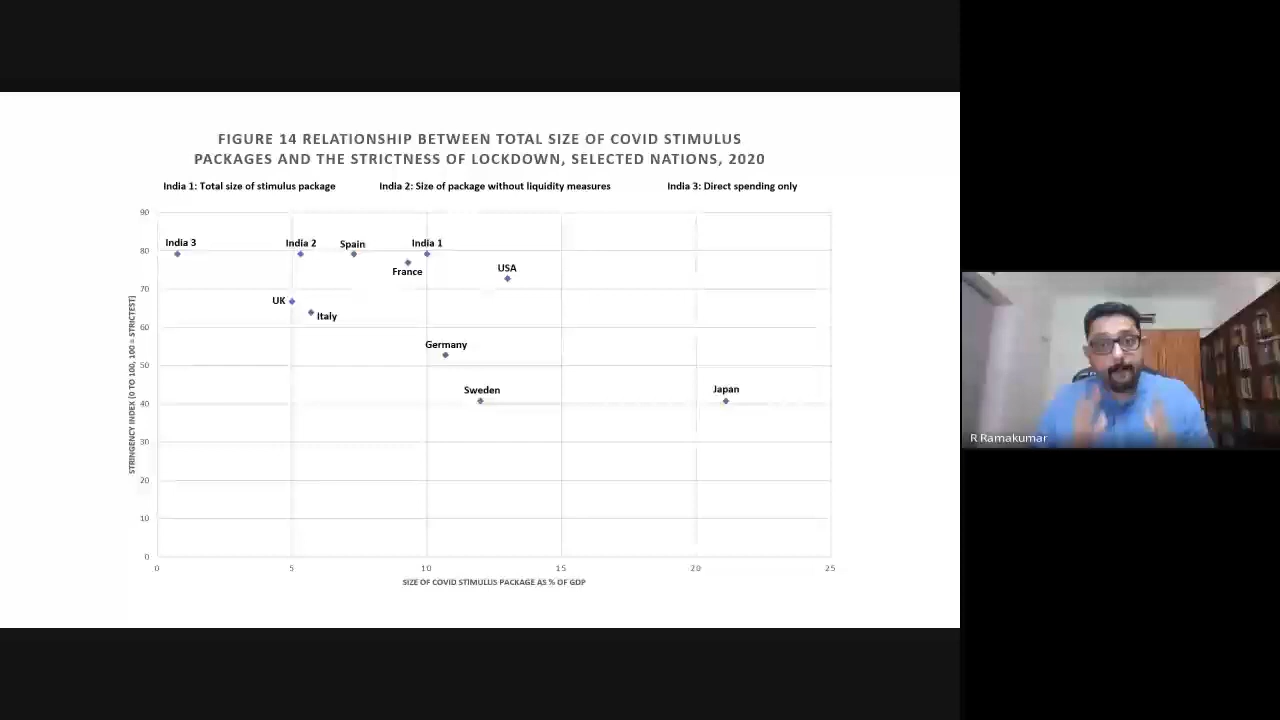 FIGURE 14 RELATIONSHIP BETWEEN TOTAL SIZE OF COVID STIMULUS
PACKAGES AND THE STRICTNESS OF LOCKDOWN, SELECTED NATIONS, 2020
India 1: Total size of stimulus package India 2: Size of package without liquidity measures India 3: Direct spending only
STRINGENCY INDEX (0 TO 100, 100 = STRICTEST)
90
80
70
60
50
40
30
20
10
0
India 3
India 2
Spain
India 1
France
USA
UK
Italy
Germany
Sweden
Japan
0 5 10 15 20 25
SIZE OF COVID STIMULUS PACKAGE AS % OF GDP
R Ramakumar